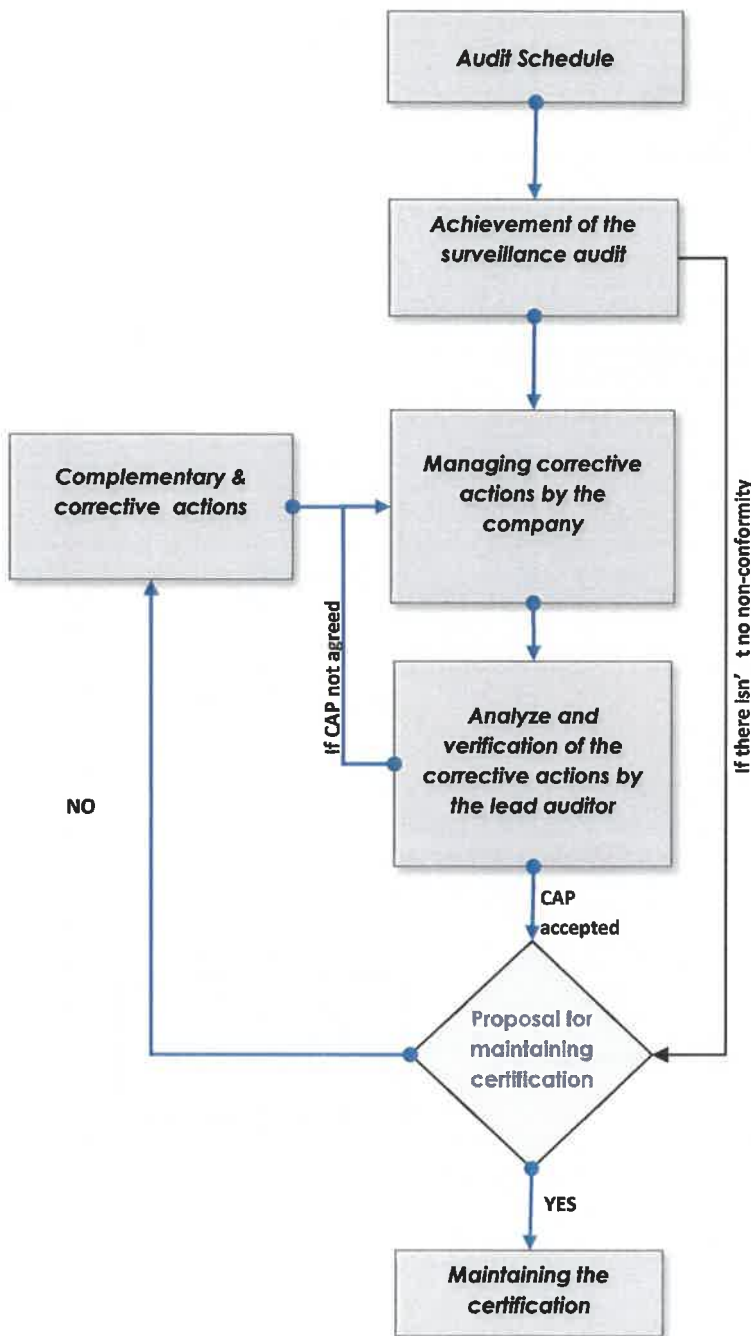 Audit Schedule
Achievement of the
surveillance audit
Complementary &
corrective actions
Managing corrective
actions by the
company
If CAP not agreed
If there isn' t no non-conformity
Analyze and
verification of the
corrective actions by
the lead auditor
NO
CAP
accepted
Proposal for
maintaining
certification
YES
Maintaining the
certification